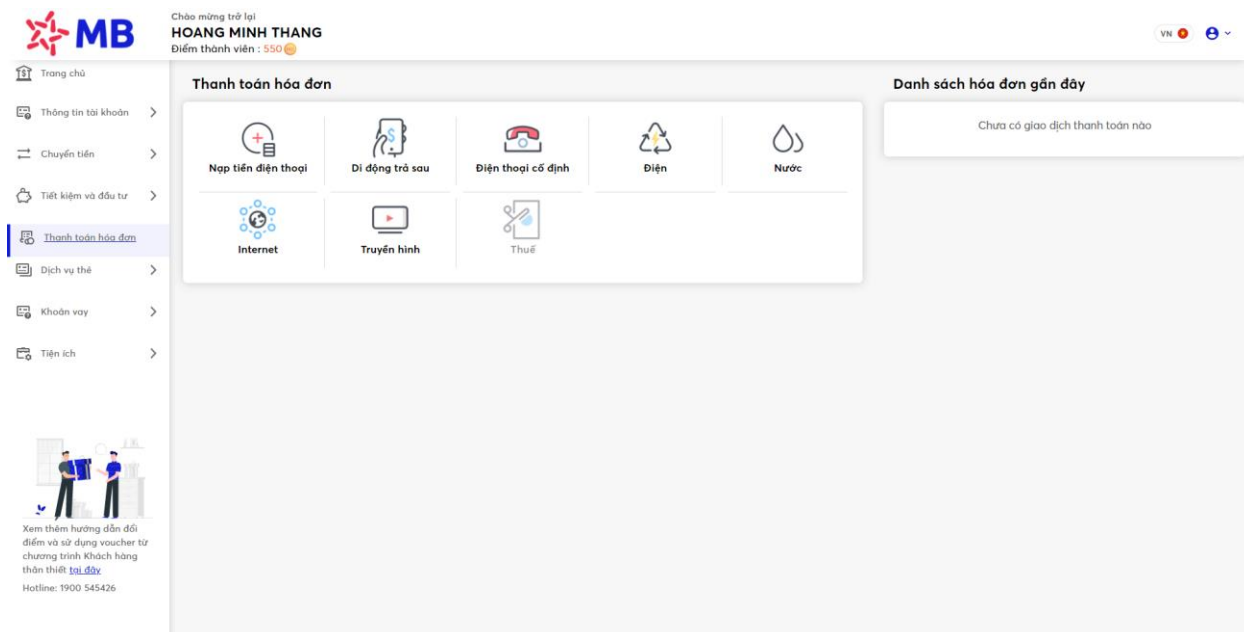 MB
Chào mừng trở lại
HOANG MINH THANG
Điểm thành viên : 550
VN
Trang chủ
Thông tin tài khoản
Chuyển tiền
Tiết kiệm và đầu tư
Thanh toán hóa đơn
Dịch vụ thẻ
Khoản vay
Tiện ích
Xem thêm hướng dẫn đổi
điểm và sử dụng voucher từ
chương trình Khách hàng
thân thiết tại đây
Hotline: 1900 545426
Thanh toán hóa đơn
Nạp tiền điện thoại
Di động trả sau
Điện thoại cố định
Điện
Nước
Internet
Truyền hình
Thuế
Danh sách hóa đơn gần đây
Chưa có giao dịch thanh toán nào